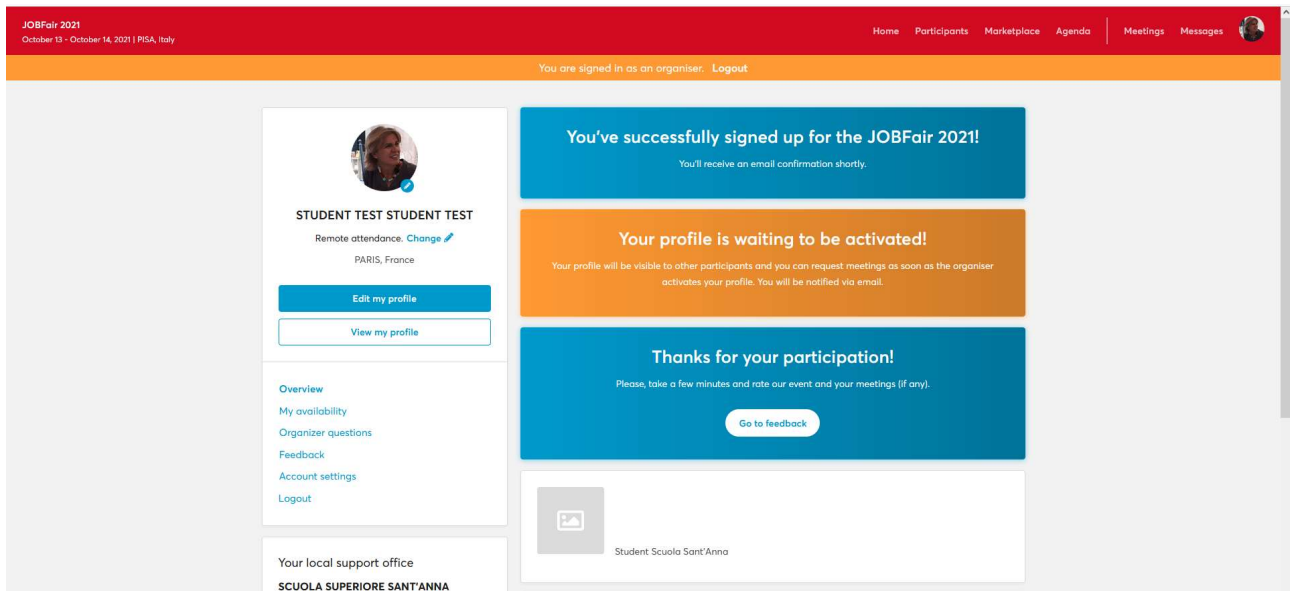 JOBFair 2021
October 13 - October 14, 2021 | PISA, Italy
Home Participants Marketplace Agenda Meetings Messages
You are signed in as an organiser. Logout
STUDENT TEST STUDENT TEST
Remote attendance. Change
PARIS, France
Edit my profile
View my profile
Overview
My availability
Organizer questions
Feedback
Account settings
Logout
Your local support office
SCUOLA SUPERIORE SANT'ANNA
You've successfully signed up for the JOBFair 2021!
You'll receive an email confirmation shortly.
Your profile is waiting to be activated!
Your profile will be visible to other participants and you can request meetings as soon as the organiser
activates your profile. You will be notified via email.
Thanks for your participation!
Please, take a few minutes and rate our event and your meetings (if any).
Go to feedback
Student Scuola Sant'Anna